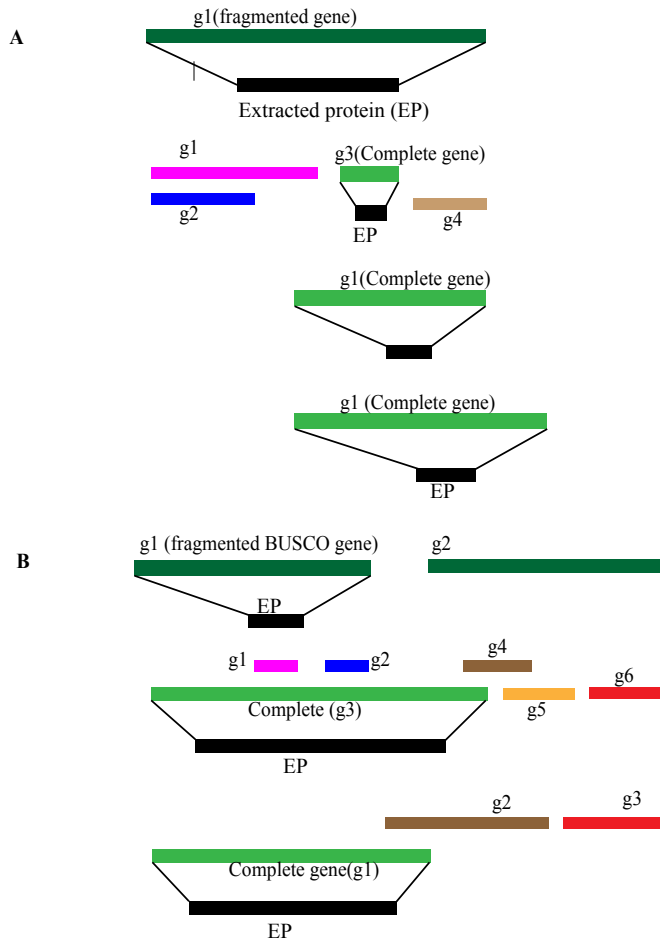 g1(fragmented gene)
A
Extracted protein (EP)
g1
g3(Complete gene)
g2
g4
EP
g1(Complete gene)
g1 (Complete gene)
EP
g1 (fragmented BUSCO gene)
g2
B
EP
g4
g1
g2
g6
Complete (g3)
g5
EP
g2
g3
Complete gene(g1)
EP